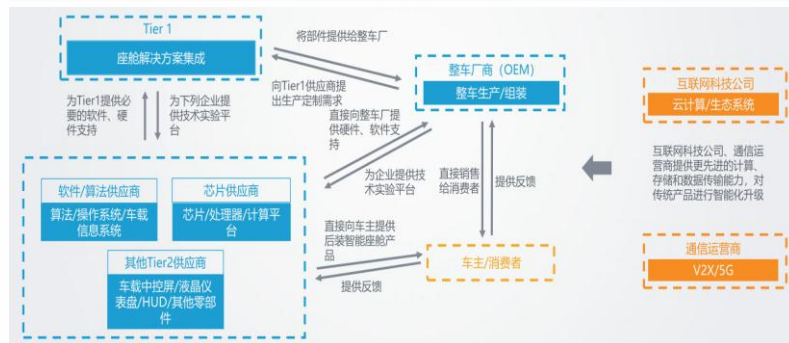 Tier 1
座舱解决方案集成
将部件提供给整车厂
向Tier1供应商提
出生产定制需求
整车厂商（OEM）
整车生产/组装
互联网科技公司
云计算/生态系统
为Tier1提供必
要的软件、硬
件支持
为下列企业提
供技术实验平
台
直接向整车厂提
供硬件、软件支
持
为企业提供技
术实验平台
直接销售
给消费者
提供反馈
互联网科技公司、通信运
营商提供更先进的计算、
存储和数据传输能力，对
传统产品进行智能化升级
软件/算法供应商
算法/操作系统/车载
信息系统
芯片供应商
芯片/处理器/计算平
台
其他Tier2供应商
车载中控屏/液晶仪
表盘/HUD/其他零部
件
直接向车主提供
后装智能座舱产
品
提供反馈
车主/消费者
通信运营商
V2X/5G